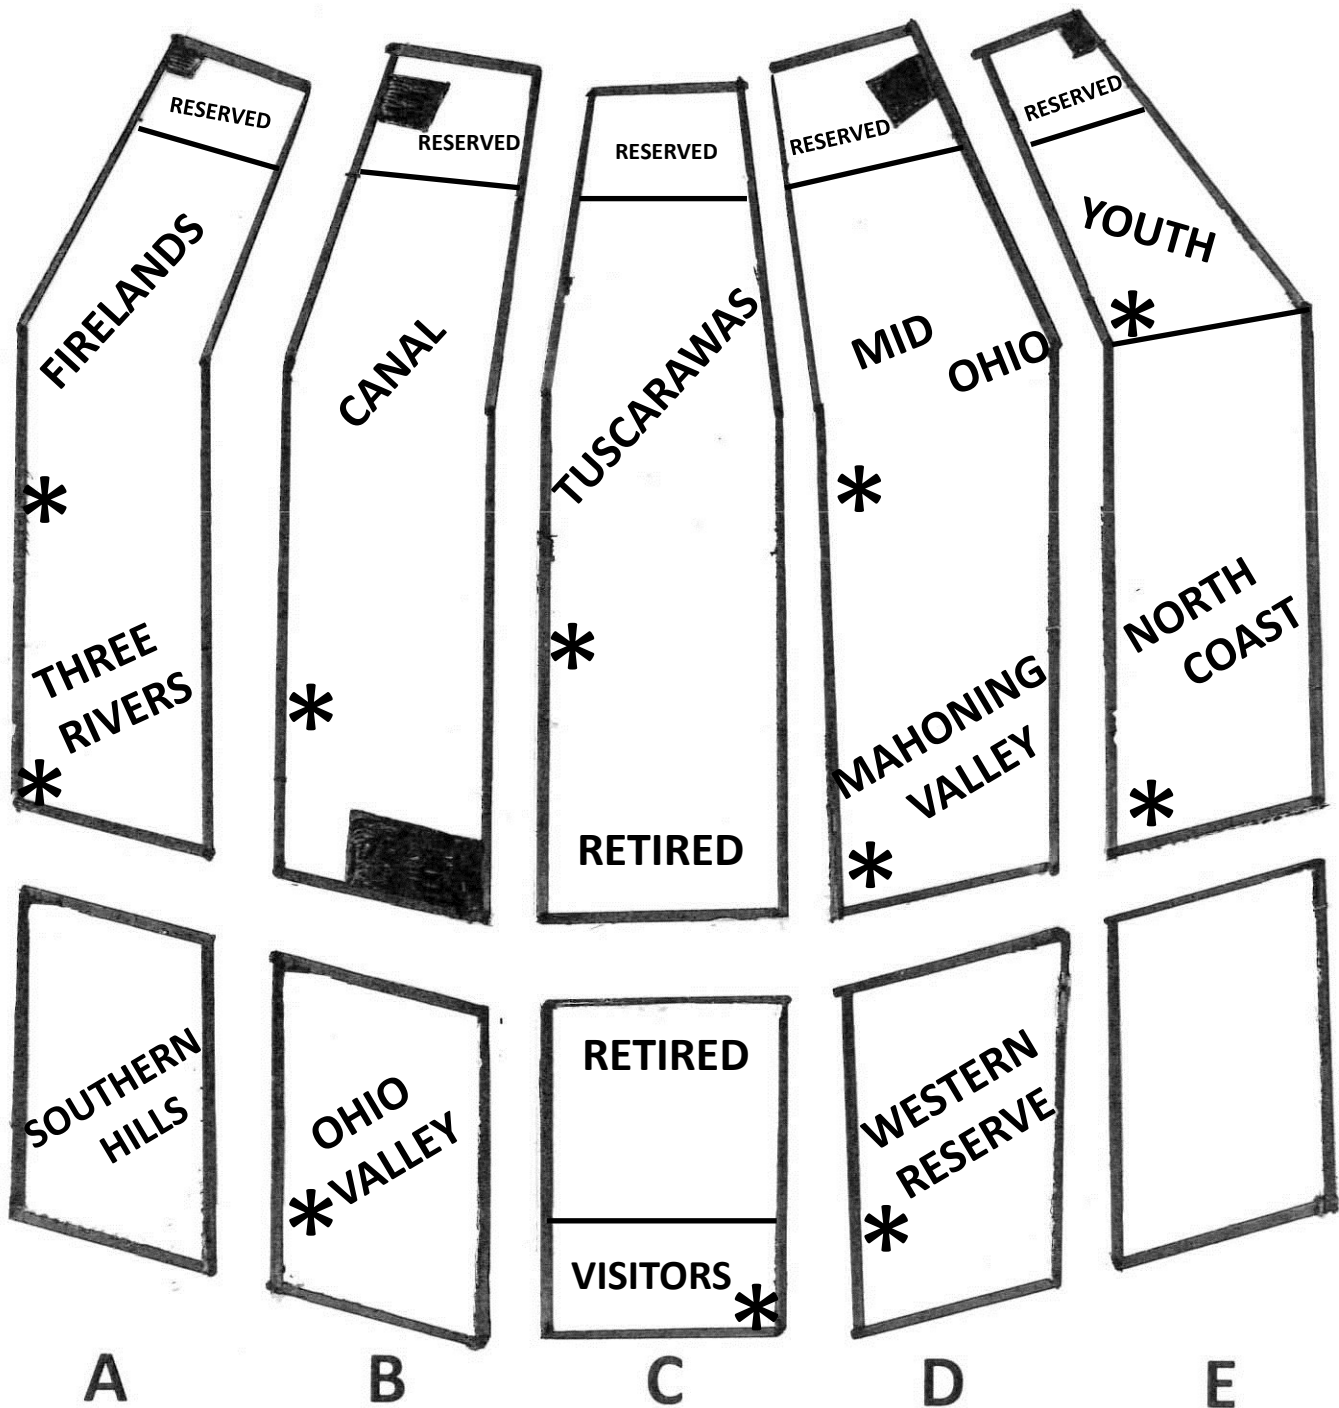 RESERVED
RESERVED
RESERVED
RESERVED
RESERVED
FIRELANDS
*
THREE
RIVERS
*
CANAL
*
TUSCARAWAS
*
RETIRED
MID
OHIO
*
MAHONING
VALLEY
*
YOUTH
*
NORTH
COAST
*
SOUTHERN
HILLS
OHIO
VALLEY
*
RETIRED
VISITORS
*
WESTERN
RESERVE
*
A B C D E